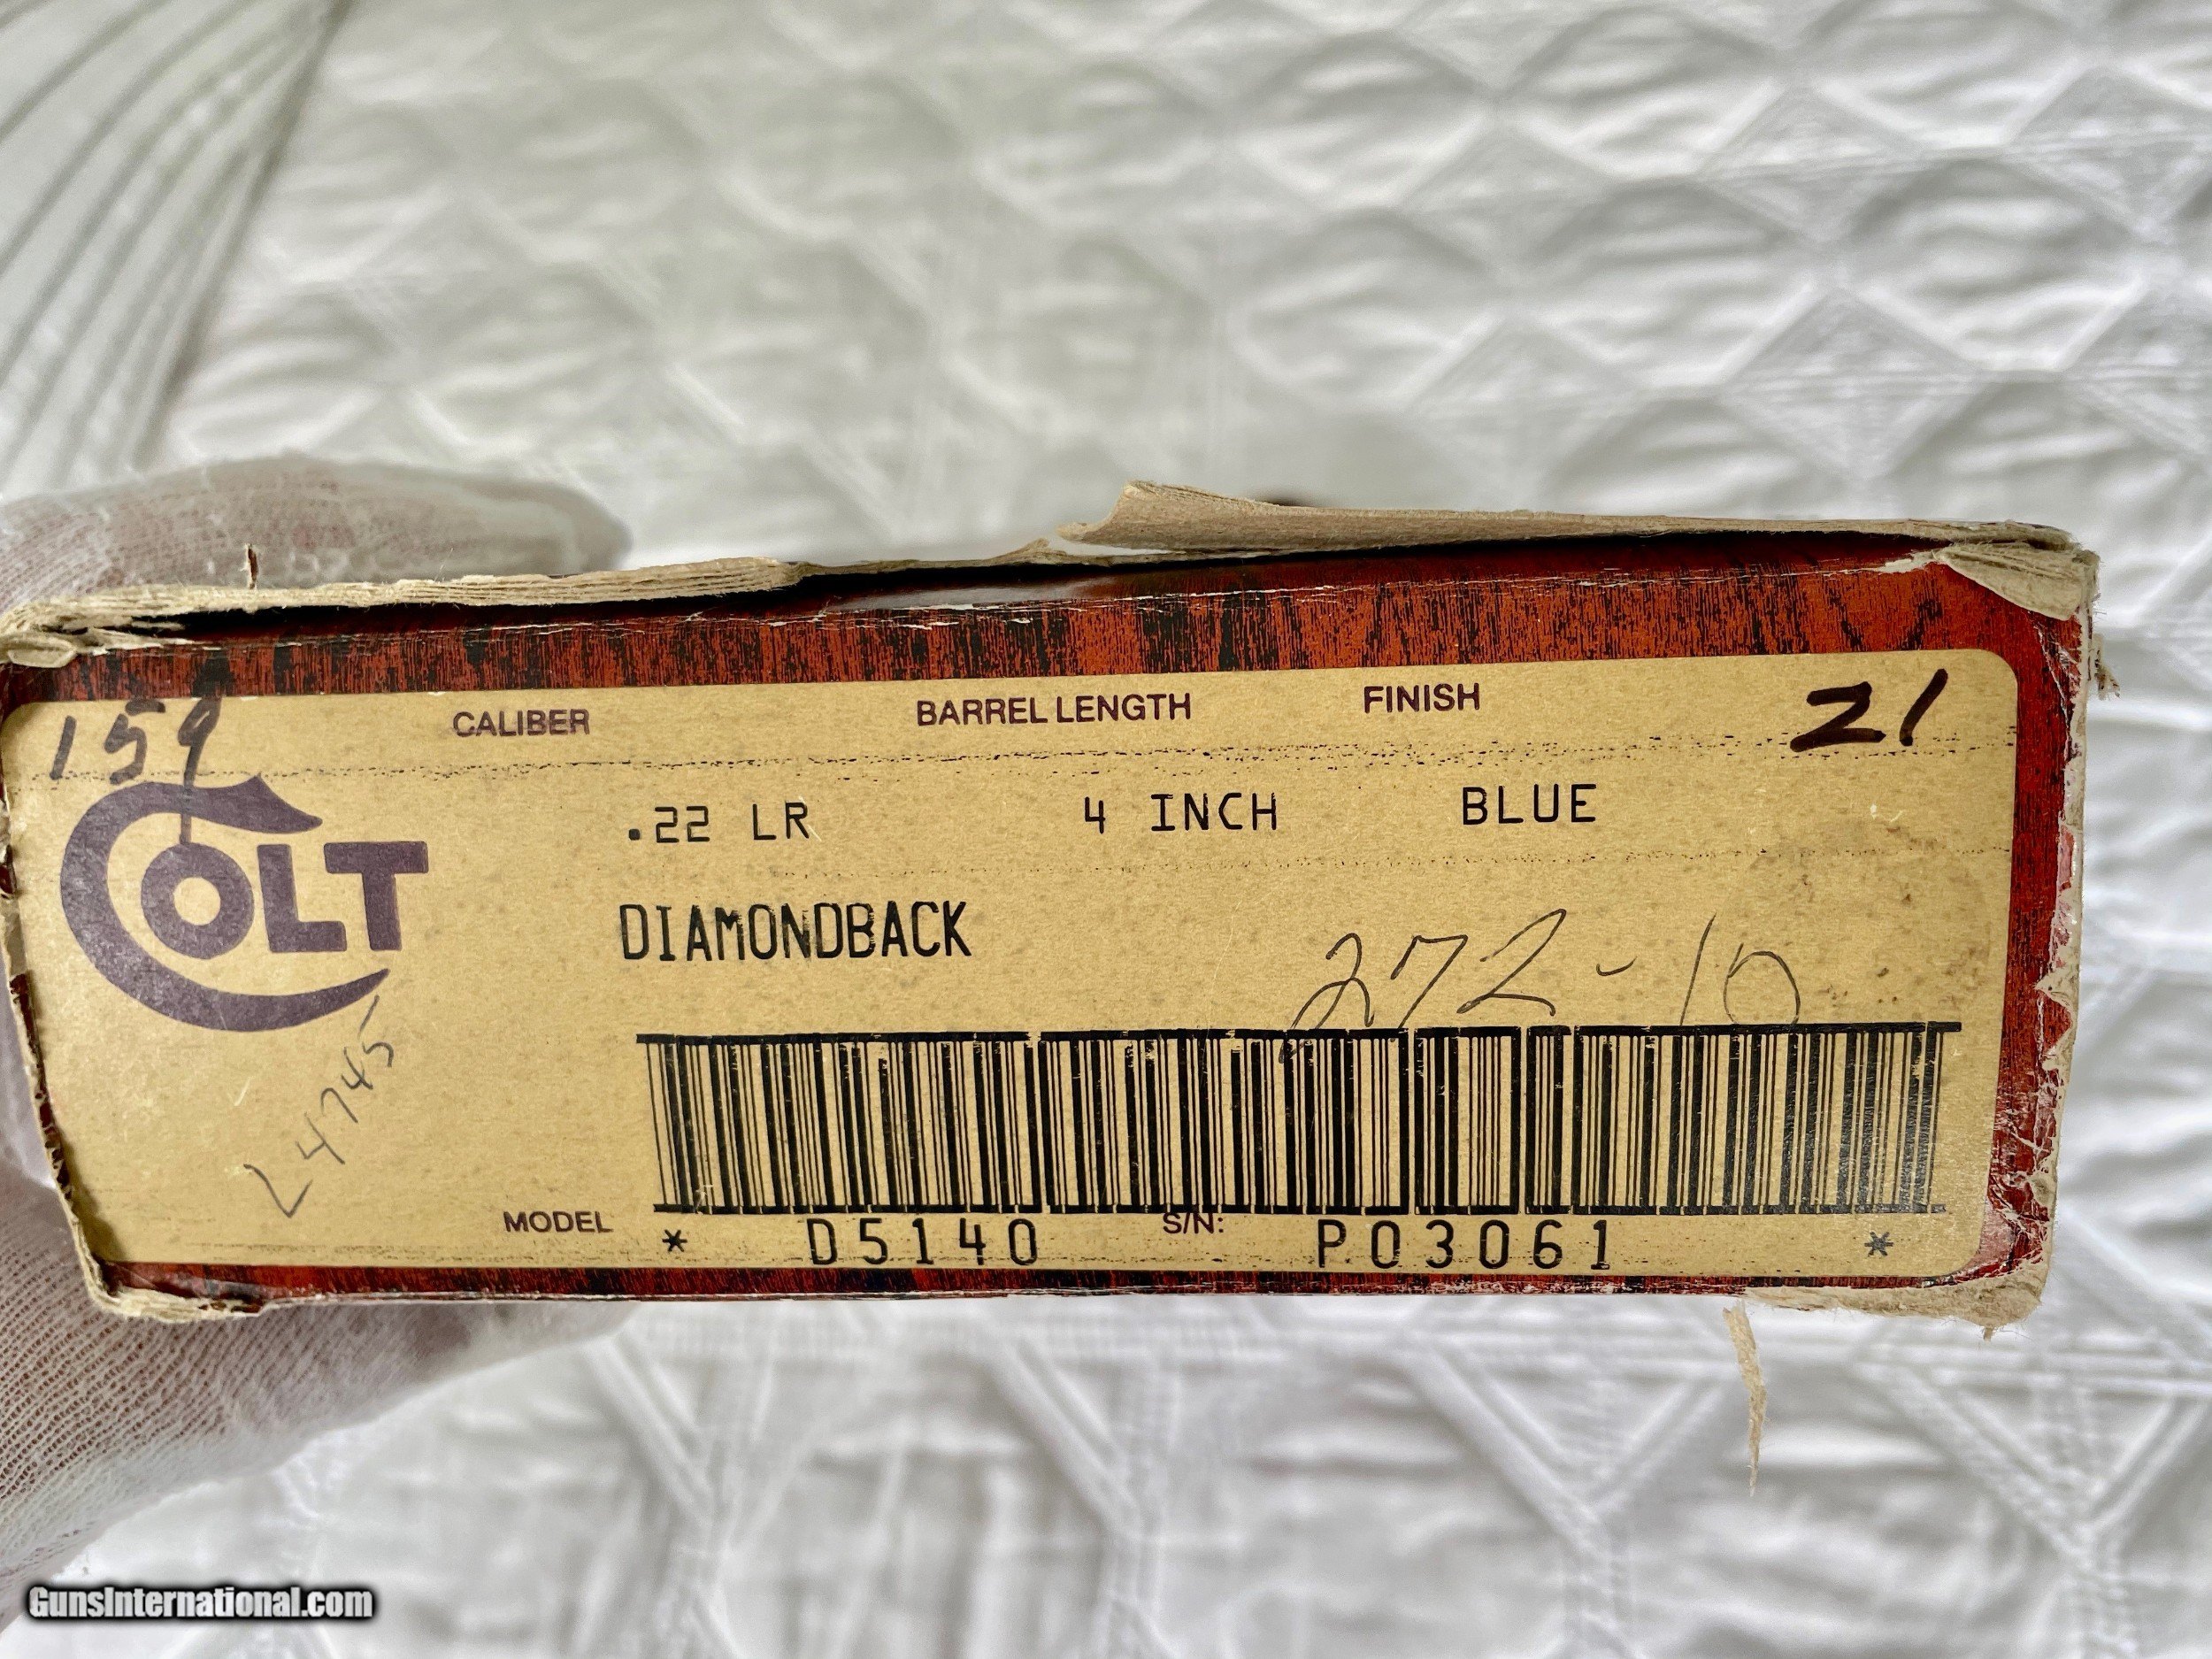 159
CALIBER BARREL LENGTH FINISH 21
COLT
.22 LR 4 INCH BLUE
DIAMONDBACK
272-10
L4745
MODEL S/N:
* D5140 P03061 *
GunsInternational.com